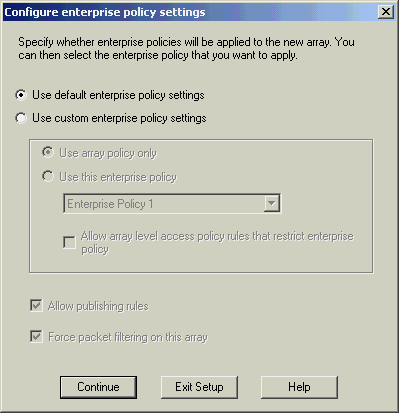 Configure enterprise policy settings
Specify whether enterprise policies will be applied to the new array. You
can then select the enterprise policy that you want to apply.
Use default enterprise policy settings
Use custom enterprise policy settings
Use array policy only
Use this enterprise policy
Enterprise Policy 1
Allow array level access policy rules that restrict enterprise
policy
Allow publishing rules
Force packet filtering on this array
Continue
Exit Setup
Help